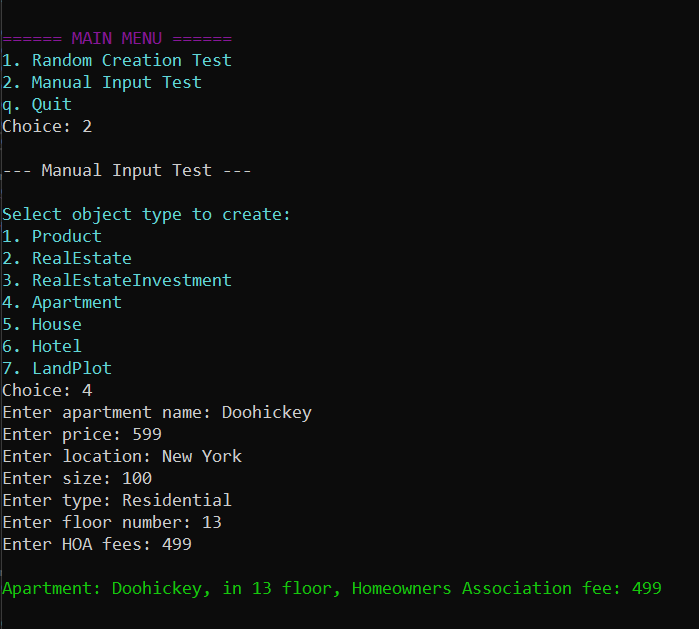 ====== MAIN MENU ======
1. Random Creation Test
2. Manual Input Test
q. Quit
Choice: 2
--- Manual Input Test ---
Select object type to create:
1. Product
2. RealEstate
3. RealEstateInvestment
4. Apartment
5. House
6. Hotel
7. LandPlot
Choice: 4
Enter apartment name: Doohickey
Enter price: 599
Enter location: New York
Enter size: 100
Enter type: Residential
Enter floor number: 13
Enter HOA fees: 499
Apartment: Doohickey, in 13 floor, Homeowners Association fee: 499